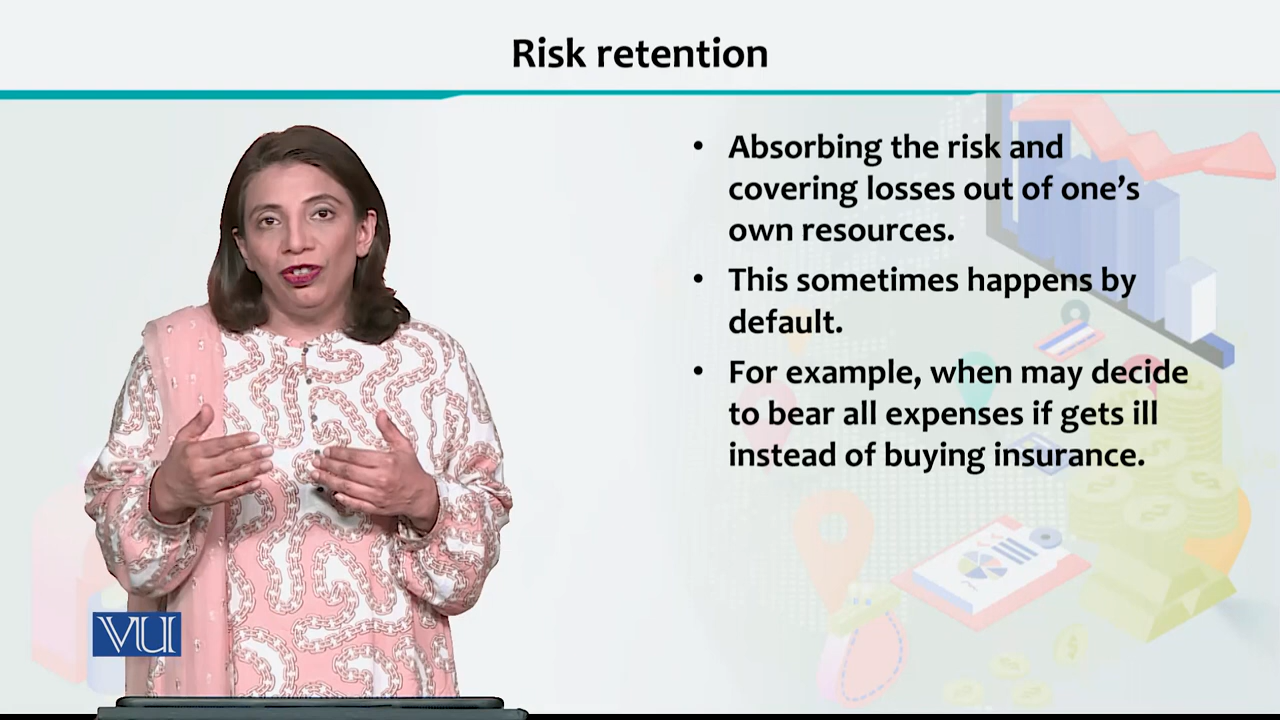 Risk retention
• Absorbing the risk and
covering losses out of one’s
own resources.
• This sometimes happens by
default.
• For example, when may decide
to bear all expenses if gets ill
instead of buying insurance.
VU